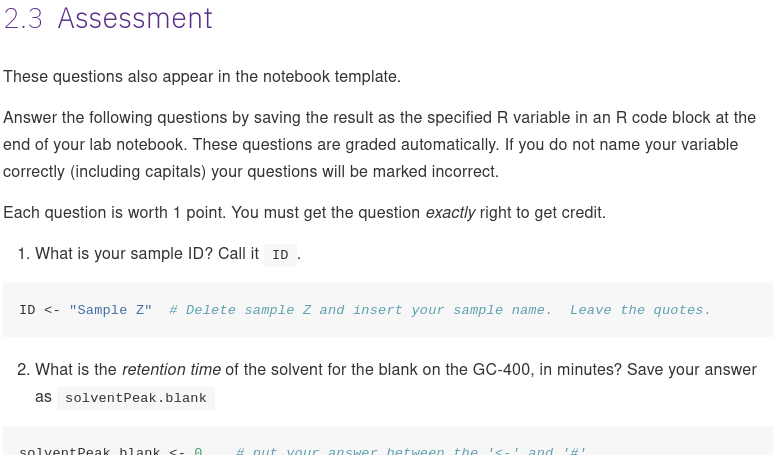 2.3 Assessment
These questions also appear in the notebook template.
Answer the following questions by saving the result as the specified R variable in an R code block at the
end of your lab notebook. These questions are graded automatically. If you do not name your variable
correctly (including capitals) your questions will be marked incorrect.
Each question is worth 1 point. You must get the question exactly right to get credit.
1. What is your sample ID? Call it ID .
ID <- "Sample Z"  # Delete sample Z and insert your sample name.  Leave the quotes.
2. What is the retention time of the solvent for the blank on the GC-400, in minutes? Save your answer
as solventPeak.blank
solventPeak.blank <- 0    # put your answer between the '<-' and '#'